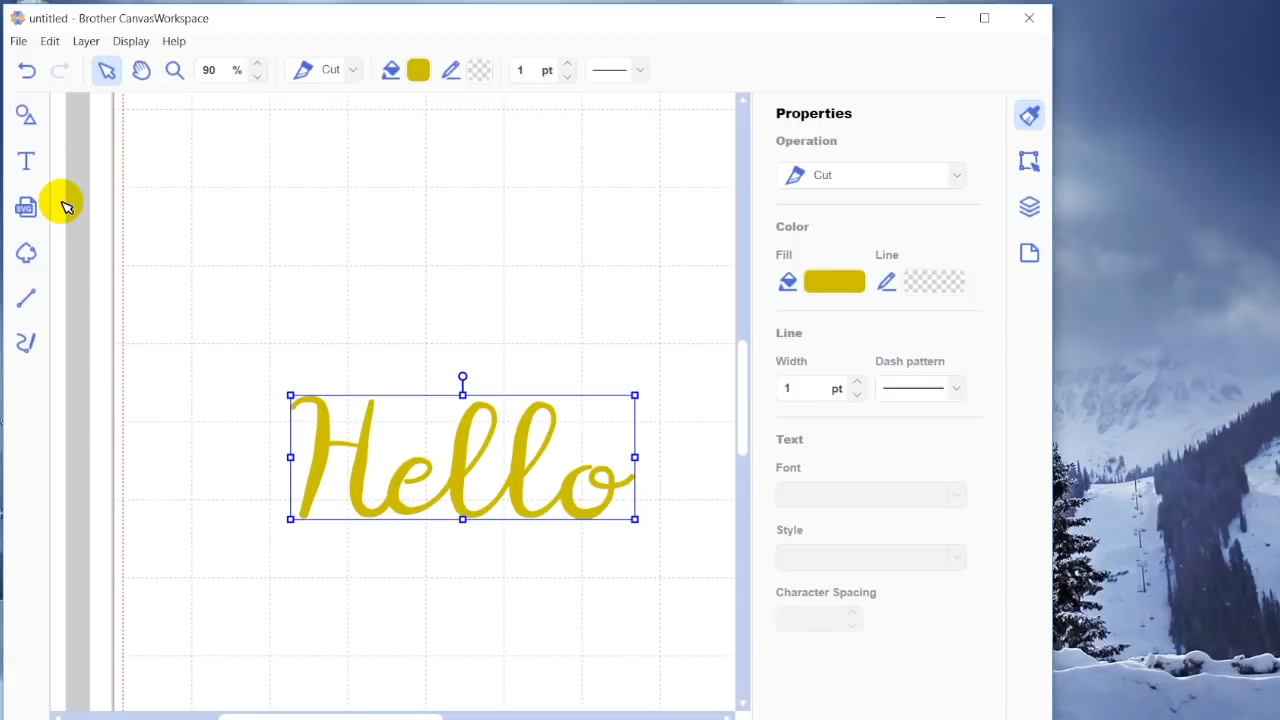 untitled - Brother CanvasWorkspace
File Edit Layer Display Help
90 % Cut 1 pt
T
SVG
Hello
Properties
Operation
Cut
Color
Fill Line
Line
Width Dash pattern
1 pt
Text
Font
Style
Character Spacing